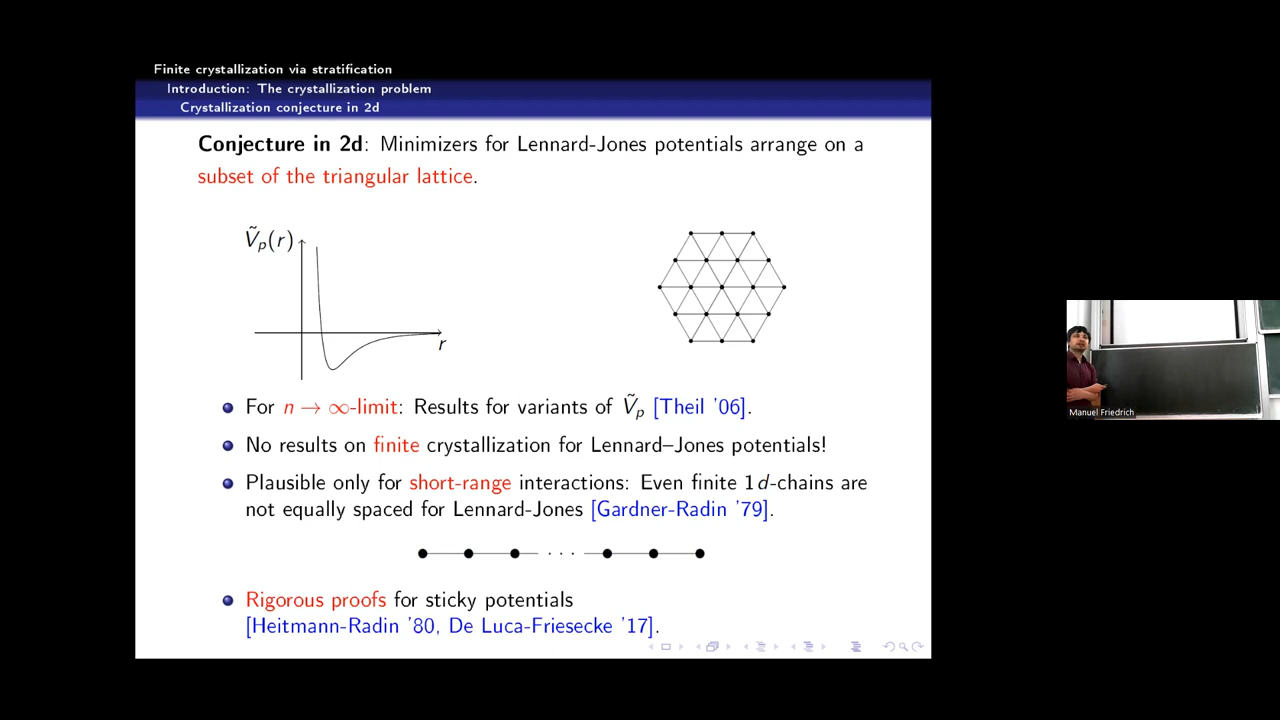 Finite crystallization via stratification
Introduction: The crystallization problem
Crystallization conjecture in 2d
Conjecture in 2d: Minimizers for Lennard-Jones potentials arrange on a
subset of the triangular lattice.
Ṽₚ(r)
r
For n → ∞-limit: Results for variants of Ṽₚ [Theil '06].
No results on finite crystallization for Lennard–Jones potentials!
Plausible only for short-range interactions: Even finite 1d-chains are
not equally spaced for Lennard-Jones [Gardner-Radin '79].
. . .
Rigorous proofs for sticky potentials
[Heitmann-Radin '80, De Luca-Friesecke '17].
Manuel Friedrich